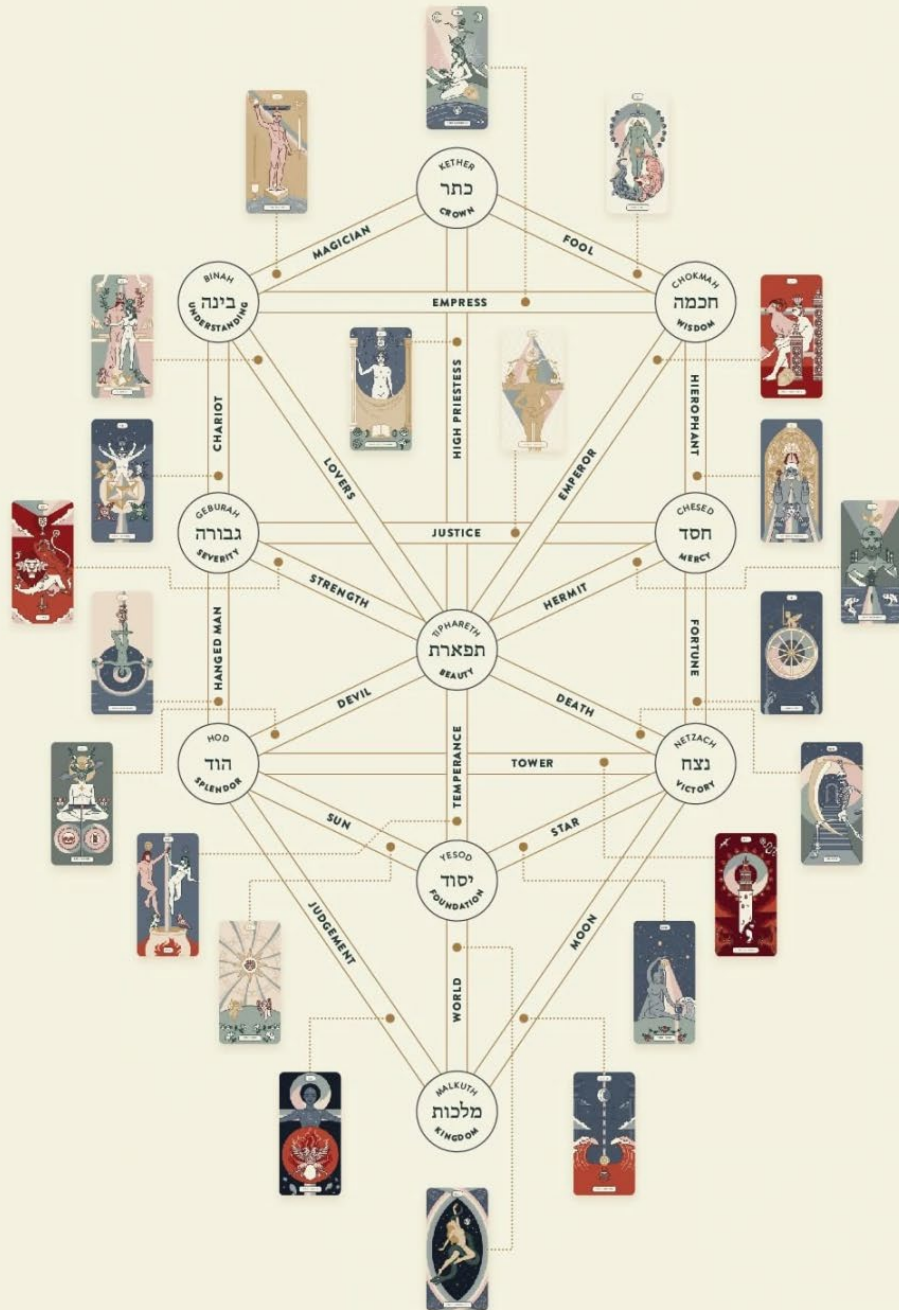 KETHER
כתר
CROWN
MAGICIAN
FOOL
BINAH
בינה
UNDERSTANDING
CHOKMAH
חכמה
WISDOM
EMPRESS
CHARIOT
LOVERS
HIGH PRIESTESS
EMPEROR
HIEROPHANT
GEBURAH
גבורה
SEVERITY
JUSTICE
CHESED
חסד
MERCY
STRENGTH
HERMIT
HANGED MAN
TIPHARETH
תפארת
BEAUTY
FORTUNE
DEVIL
DEATH
HOD
הוד
SPLENDOR
TEMPERANCE
TOWER
NETZACH
נצח
VICTORY
SUN
STAR
YESOD
יסוד
FOUNDATION
JUDGEMENT
WORLD
MOON
MALKUTH
מלכות
KINGDOM